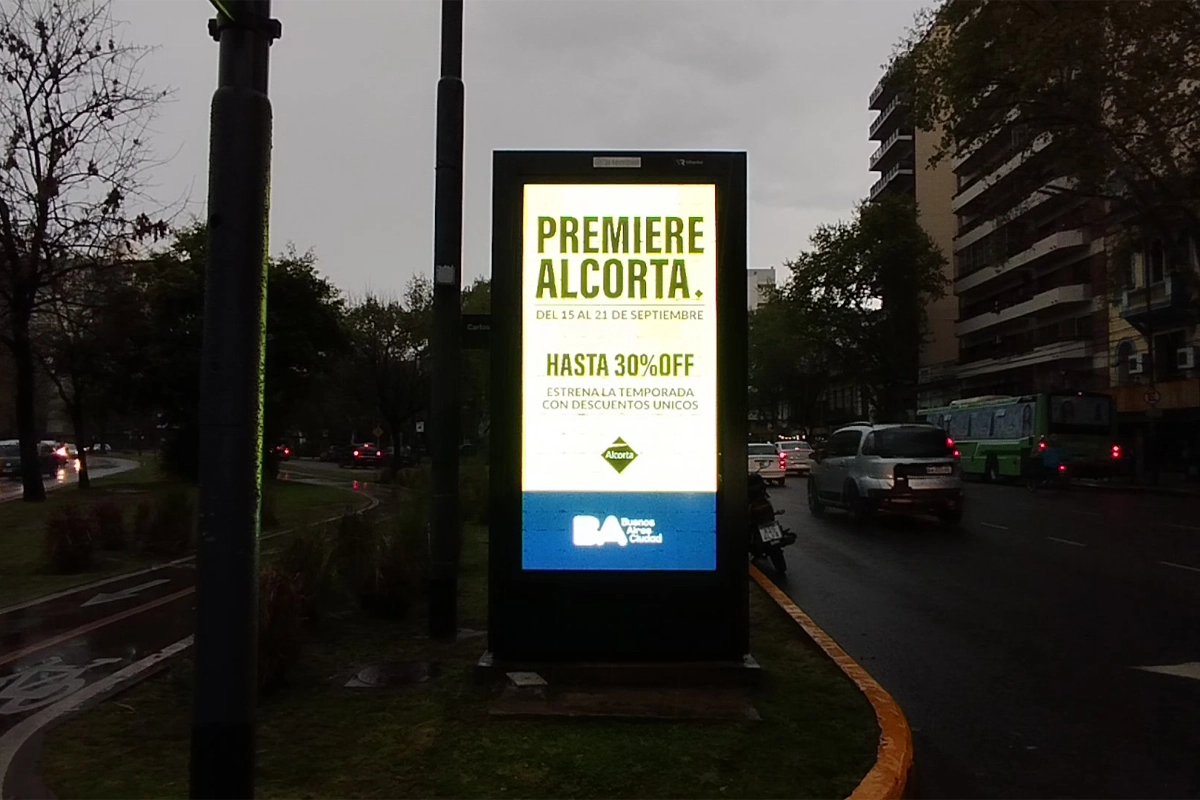 PREMIERE
ALCORTA.
DEL 15 AL 21 DE SEPTIEMBRE
HASTA 30%OFF
ESTRENA LA TEMPORADA
CON DESCUENTOS UNICOS
Alcorta
BA Buenos
Aires
Ciudad
Carlos